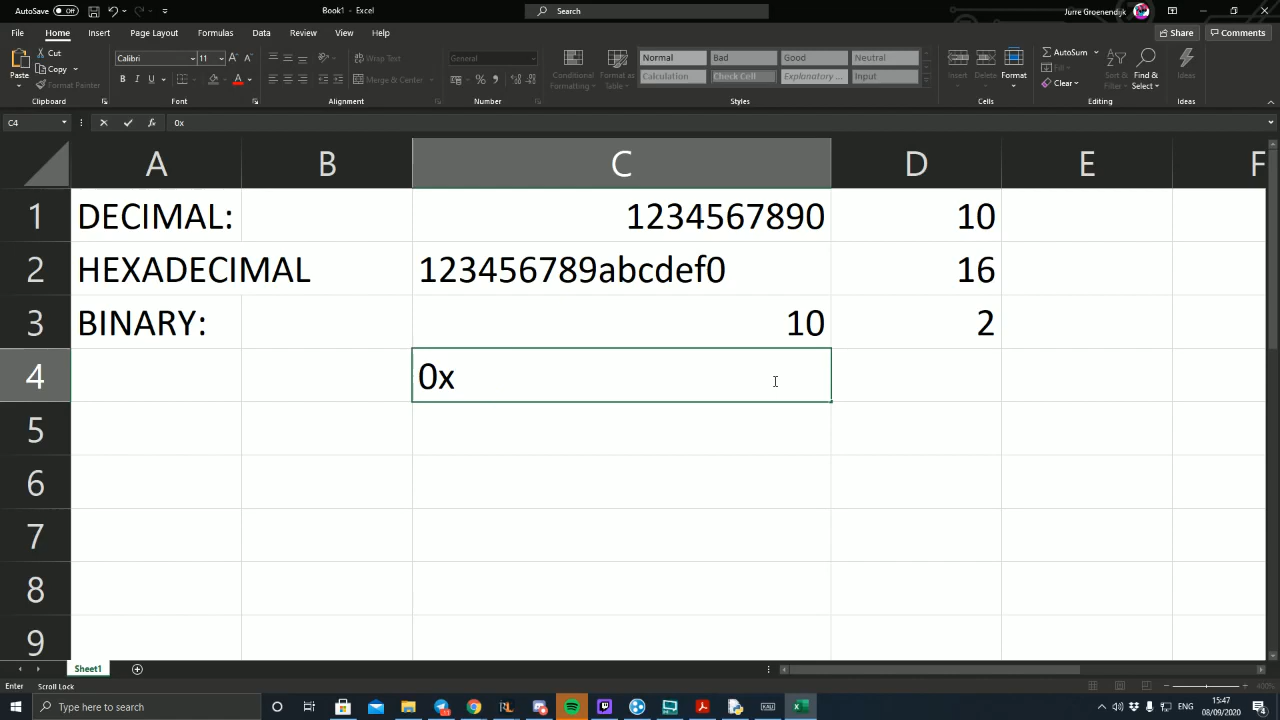 AutoSave Off
Book1 - Excel
Search
Jurre Groenendijk
File Home Insert Page Layout Formulas Data Review View Help
Share Comments
Paste
Cut
Copy
Format Painter
Clipboard
Calibri 11
B I U
Font
Wrap Text
Merge & Center
Alignment
General
Number
Conditional Formatting
Format as Table
Normal Bad Good Neutral
Calculation Check Cell Explanatory ... Input
Styles
Insert Delete Format
Cells
AutoSum
Fill
Clear
Sort & Filter
Find & Select
Editing
Ideas
Ideas
C4 fx 0x
A B C D E F
1 DECIMAL: 1234567890 10
2 HEXADECIMAL 123456789abcdef0 16
3 BINARY: 10 2
4 0x
5
6
7
8
9
Sheet1
Enter Scroll Lock
400%
Type here to search
ENG
15:47
08/09/2020